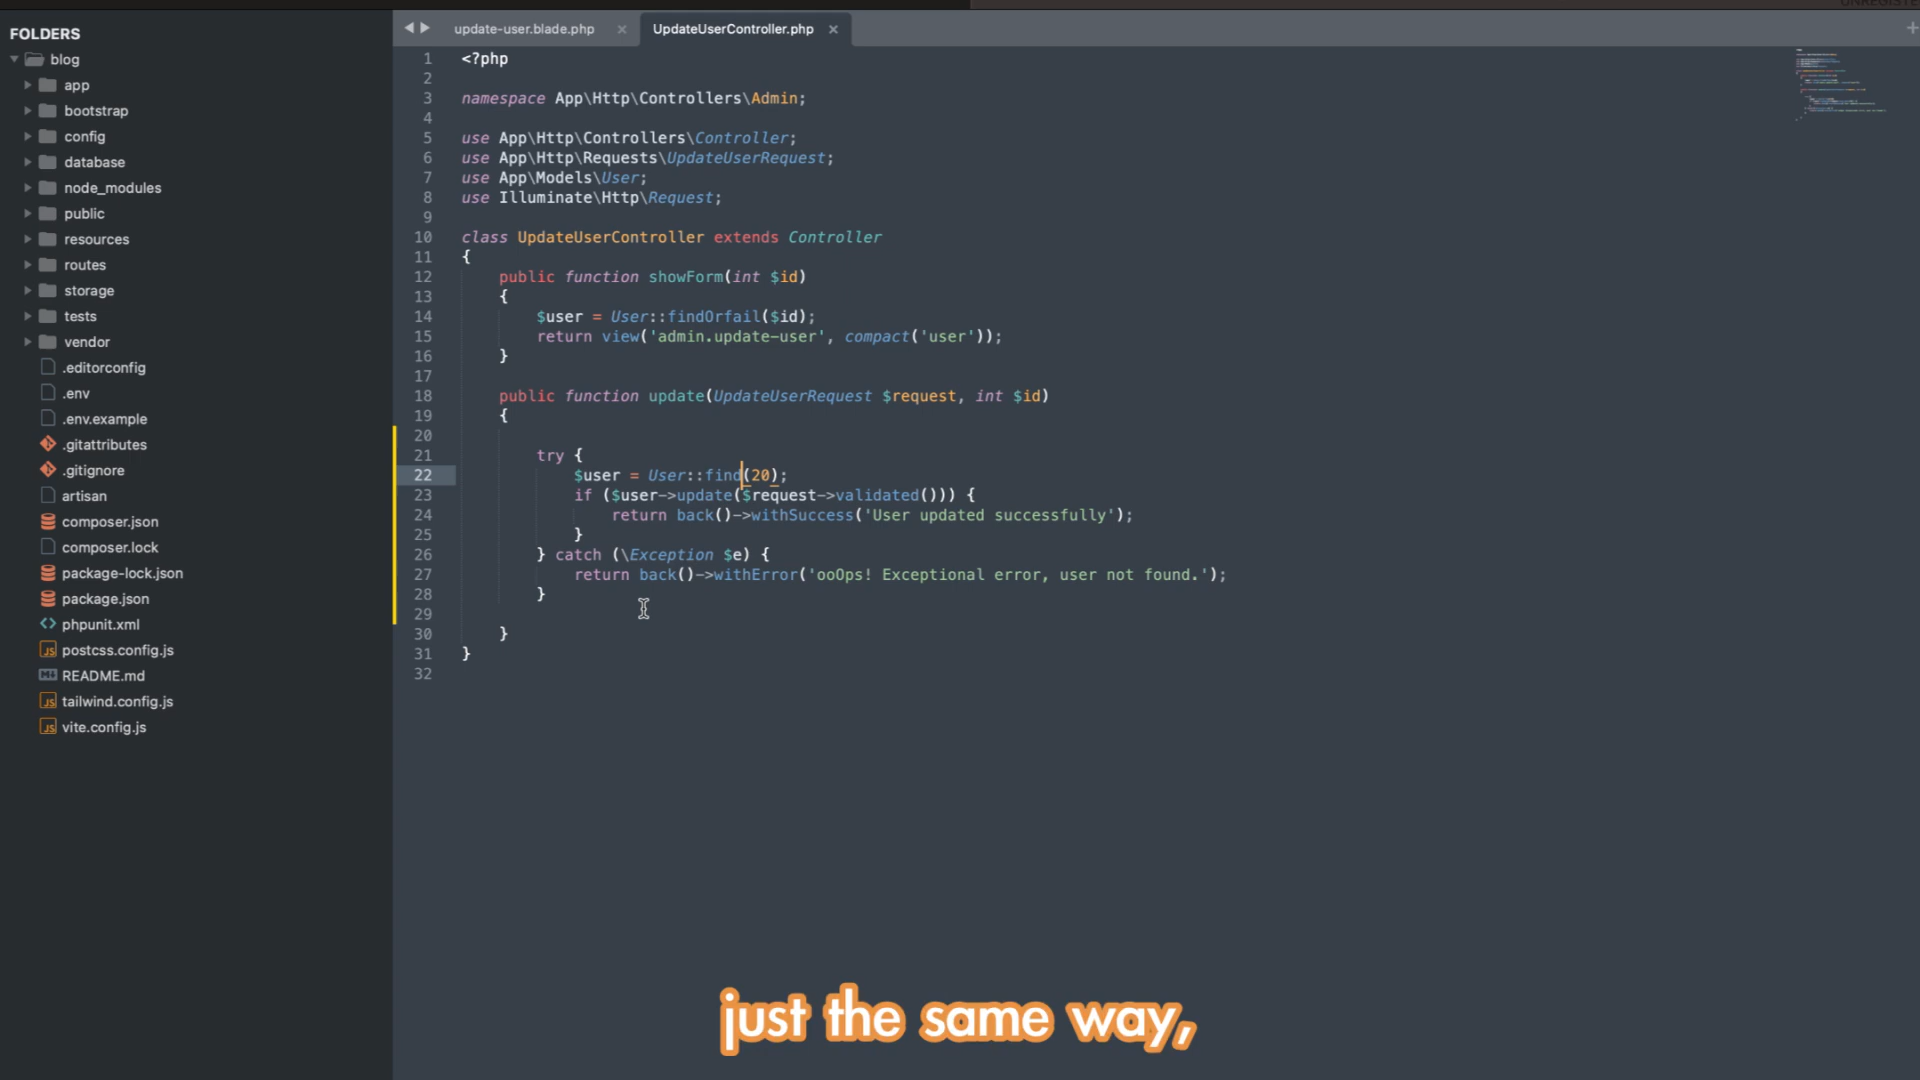 FOLDERS
blog
app
bootstrap
config
database
node_modules
public
resources
routes
storage
tests
vendor
.editorconfig
.env
.env.example
.gitattributes
.gitignore
artisan
composer.json
composer.lock
package-lock.json
package.json
phpunit.xml
postcss.config.js
README.md
tailwind.config.js
vite.config.js
update-user.blade.php × UpdateUserController.php ×
1 <?php
2
3 namespace App\Http\Controllers\Admin;
4
5 use App\Http\Controllers\Controller;
6 use App\Http\Requests\UpdateUserRequest;
7 use App\Models\User;
8 use Illuminate\Http\Request;
9
10 class UpdateUserController extends Controller
11 {
12 public function showForm(int $id)
13 {
14 $user = User::findOrfail($id);
15 return view('admin.update-user', compact('user'));
16 }
17
18 public function update(UpdateUserRequest $request, int $id)
19 {
20
21 try {
22 $user = User::find(20);
23 if ($user->update($request->validated())) {
24 return back()->withSuccess('User updated successfully');
25 }
26 } catch (\Exception $e) {
27 return back()->withError('ooOps! Exceptional error, user not found.');
28 }
29
30 }
31 }
32
just the same way,